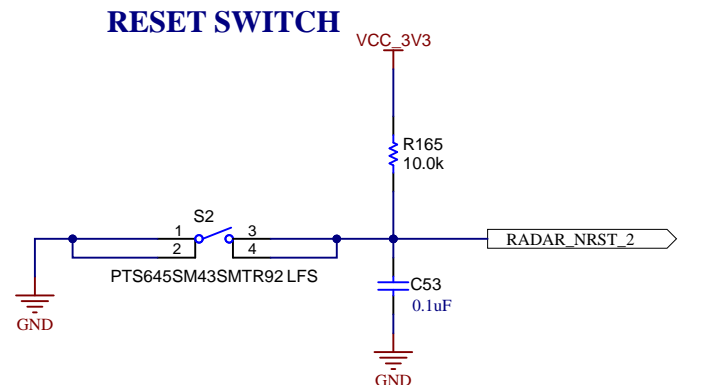 RESET SWITCH
VCC_3V3
R165
10.0k
S2
1
3
2
4
RADAR_NRST_2
PTS645SM43SMTR92 LFS
C53
0.1uF
GND
GND